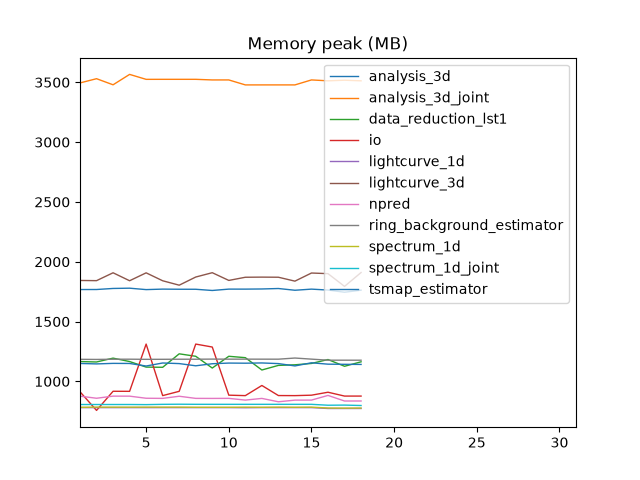 Memory peak (MB)
3500
3000
2500
2000
1500
1000
5
10
15
20
25
30
analysis_3d
analysis_3d_joint
data_reduction_lst1
io
lightcurve_1d
lightcurve_3d
npred
ring_background_estimator
spectrum_1d
spectrum_1d_joint
tsmap_estimator